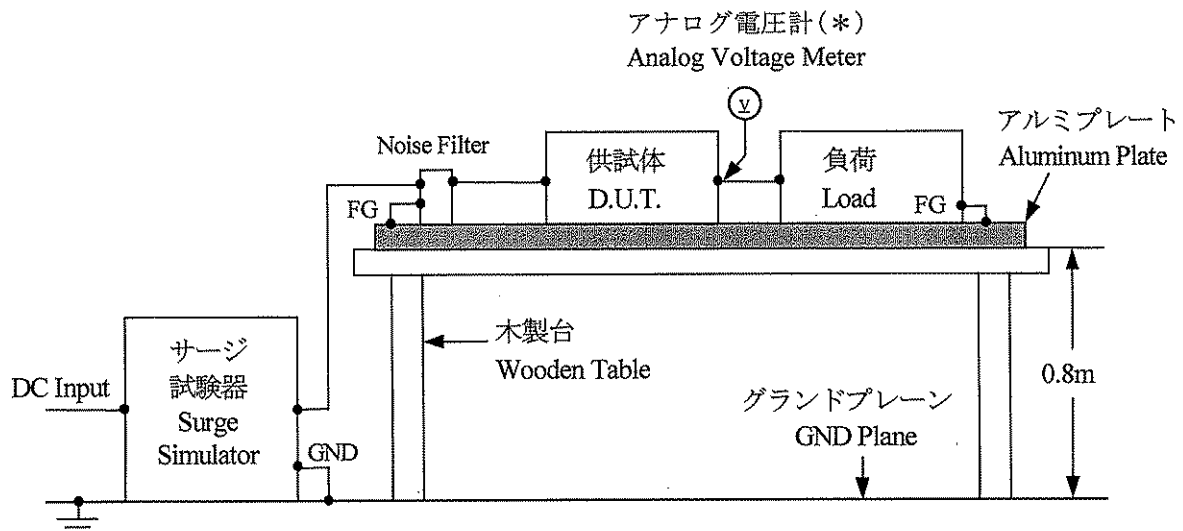 アナログ電圧計(＊)
Analog Voltage Meter
v
アルミプレート
Aluminum Plate
Noise Filter
供試体
D.U.T.
負荷
Load
FG
FG
木製台
Wooden Table
サージ
試験器
Surge
Simulator
DC Input
0.8m
グランドプレーン
GND Plane
GND